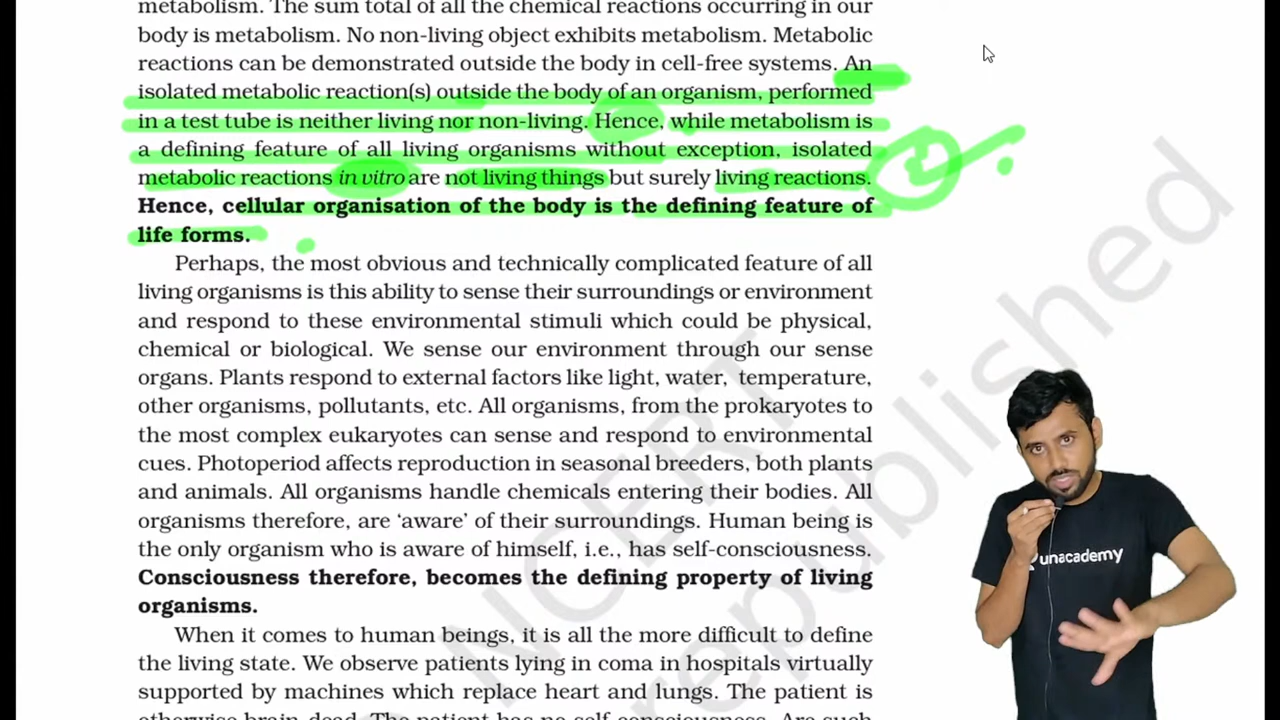 metabolism. The sum total of all the chemical reactions occurring in our
body is metabolism. No non-living object exhibits metabolism. Metabolic
reactions can be demonstrated outside the body in cell-free systems. An
isolated metabolic reaction(s) outside the body of an organism, performed
in a test tube is neither living nor non-living. Hence, while metabolism is
a defining feature of all living organisms without exception, isolated
metabolic reactions in vitro are not living things but surely living reactions.
Hence, cellular organisation of the body is the defining feature of
life forms.
Perhaps, the most obvious and technically complicated feature of all
living organisms is this ability to sense their surroundings or environment
and respond to these environmental stimuli which could be physical,
chemical or biological. We sense our environment through our sense
organs. Plants respond to external factors like light, water, temperature,
other organisms, pollutants, etc. All organisms, from the prokaryotes to
the most complex eukaryotes can sense and respond to environmental
cues. Photoperiod affects reproduction in seasonal breeders, both plants
and animals. All organisms handle chemicals entering their bodies. All
organisms therefore, are ‘aware’ of their surroundings. Human being is
the only organism who is aware of himself, i.e., has self-consciousness.
Consciousness therefore, becomes the defining property of living
organisms.
When it comes to human beings, it is all the more difficult to define
the living state. We observe patients lying in coma in hospitals virtually
supported by machines which replace heart and lungs. The patient is
otherwise brain-dead. The patient has no self-consciousness. Are such
NCERT
republished
unacademy